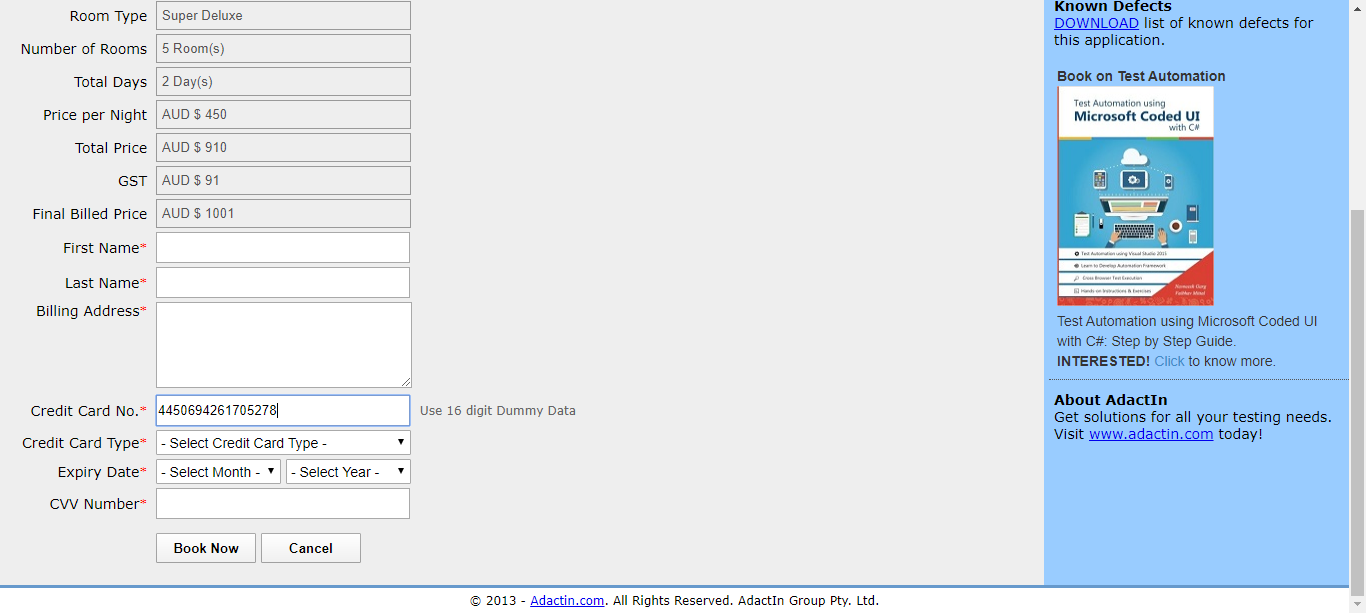 Room Type Super Deluxe
Number of Rooms 5 Room(s)
Total Days 2 Day(s)
Price per Night AUD $ 450
Total Price AUD $ 910
GST AUD $ 91
Final Billed Price AUD $ 1001
First Name*
Last Name*
Billing Address*
Credit Card No.* 4450694261705278 Use 16 digit Dummy Data
Credit Card Type* - Select Credit Card Type -
Expiry Date* - Select Month - - Select Year -
CVV Number*
Book Now Cancel
Known Defects
DOWNLOAD list of known defects for
this application.
Book on Test Automation
Test Automation using
Microsoft Coded UI
with C#
Test Automation using Visual Studio 2015
Learn to Develop Automation Framework
Cross Browser Test Execution
Hands-on Instructions & Exercises
Test Automation using Microsoft Coded UI
with C#: Step by Step Guide.
INTERESTED! Click to know more.
About AdactIn
Get solutions for all your testing needs.
Visit www.adactin.com today!
© 2013 - Adactin.com. All Rights Reserved. AdactIn Group Pty. Ltd.